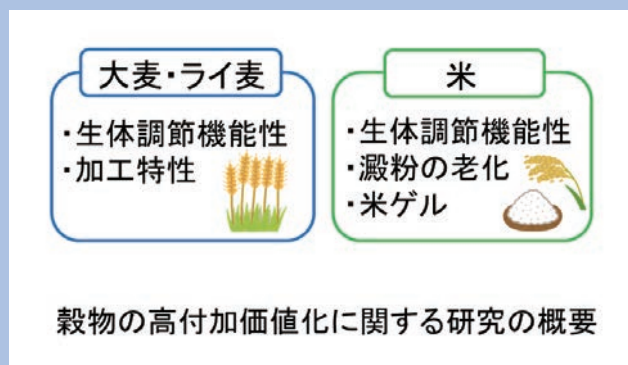 大麦・ライ麦
・生体調節機能性
・加工特性
米
・生体調節機能性
・澱粉の老化
・米ゲル
穀物の高付加価値化に関する研究の概要